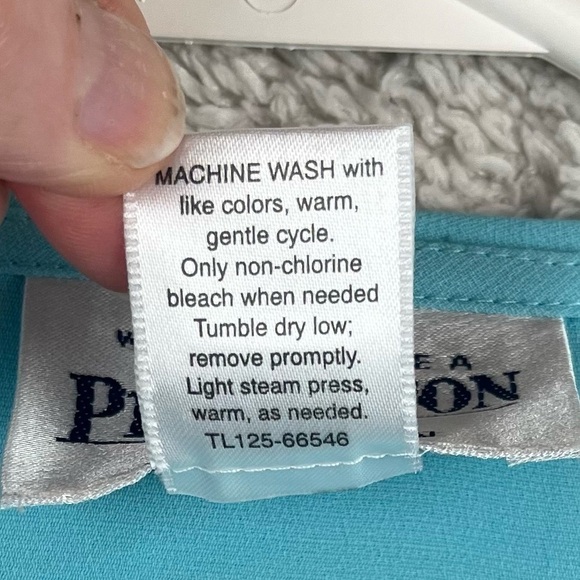 MACHINE WASH with
like colors, warm,
gentle cycle.
Only non-chlorine
bleach when needed
Tumble dry low;
remove promptly.
Light steam press,
warm, as needed.
TL125-66546
E A